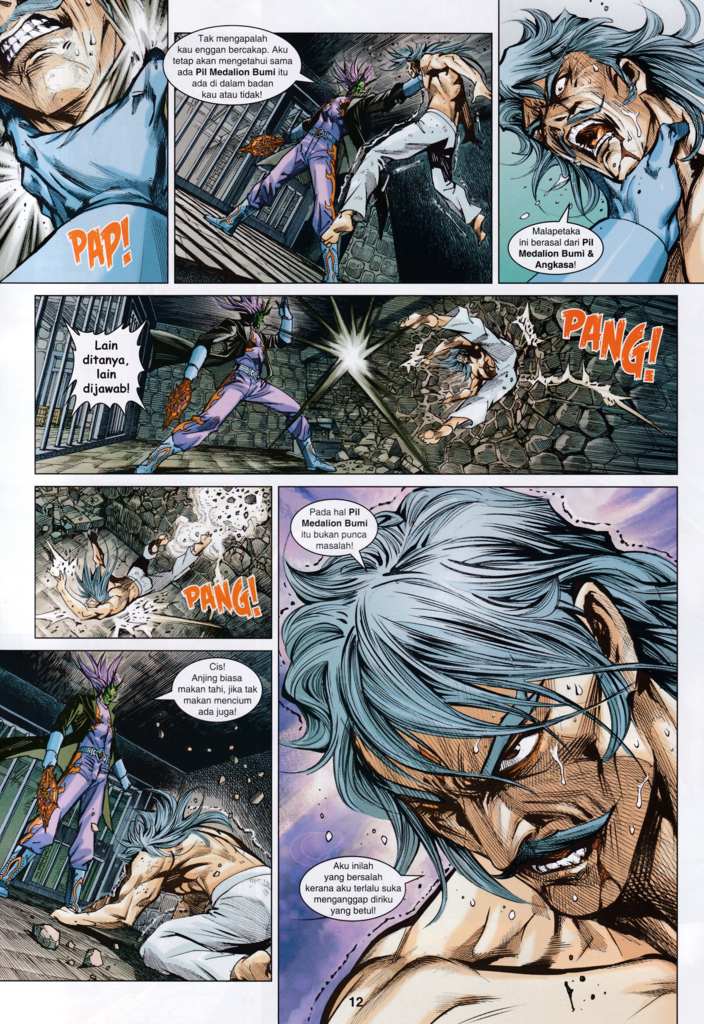 PAP!
Tak mengapalah
kau enggan bercakap. Aku
tetap akan mengetahui sama
ada Pil Medalion Bumi itu
ada di dalam badan
kau atau tidak!
Malapetaka
ini berasal dari Pil
Medalion Bumi &
Angkasa!
Lain
ditanya,
lain
dijawab!
PANG!
PANG!
Pada hal Pil
Medalion Bumi
itu bukan punca
masalah!
Cis!
Anjing biasa
makan tahi, jika tak
makan mencium
ada juga!
Aku inilah
yang bersalah
kerana aku terlalu suka
menganggap diriku
yang betul!
12